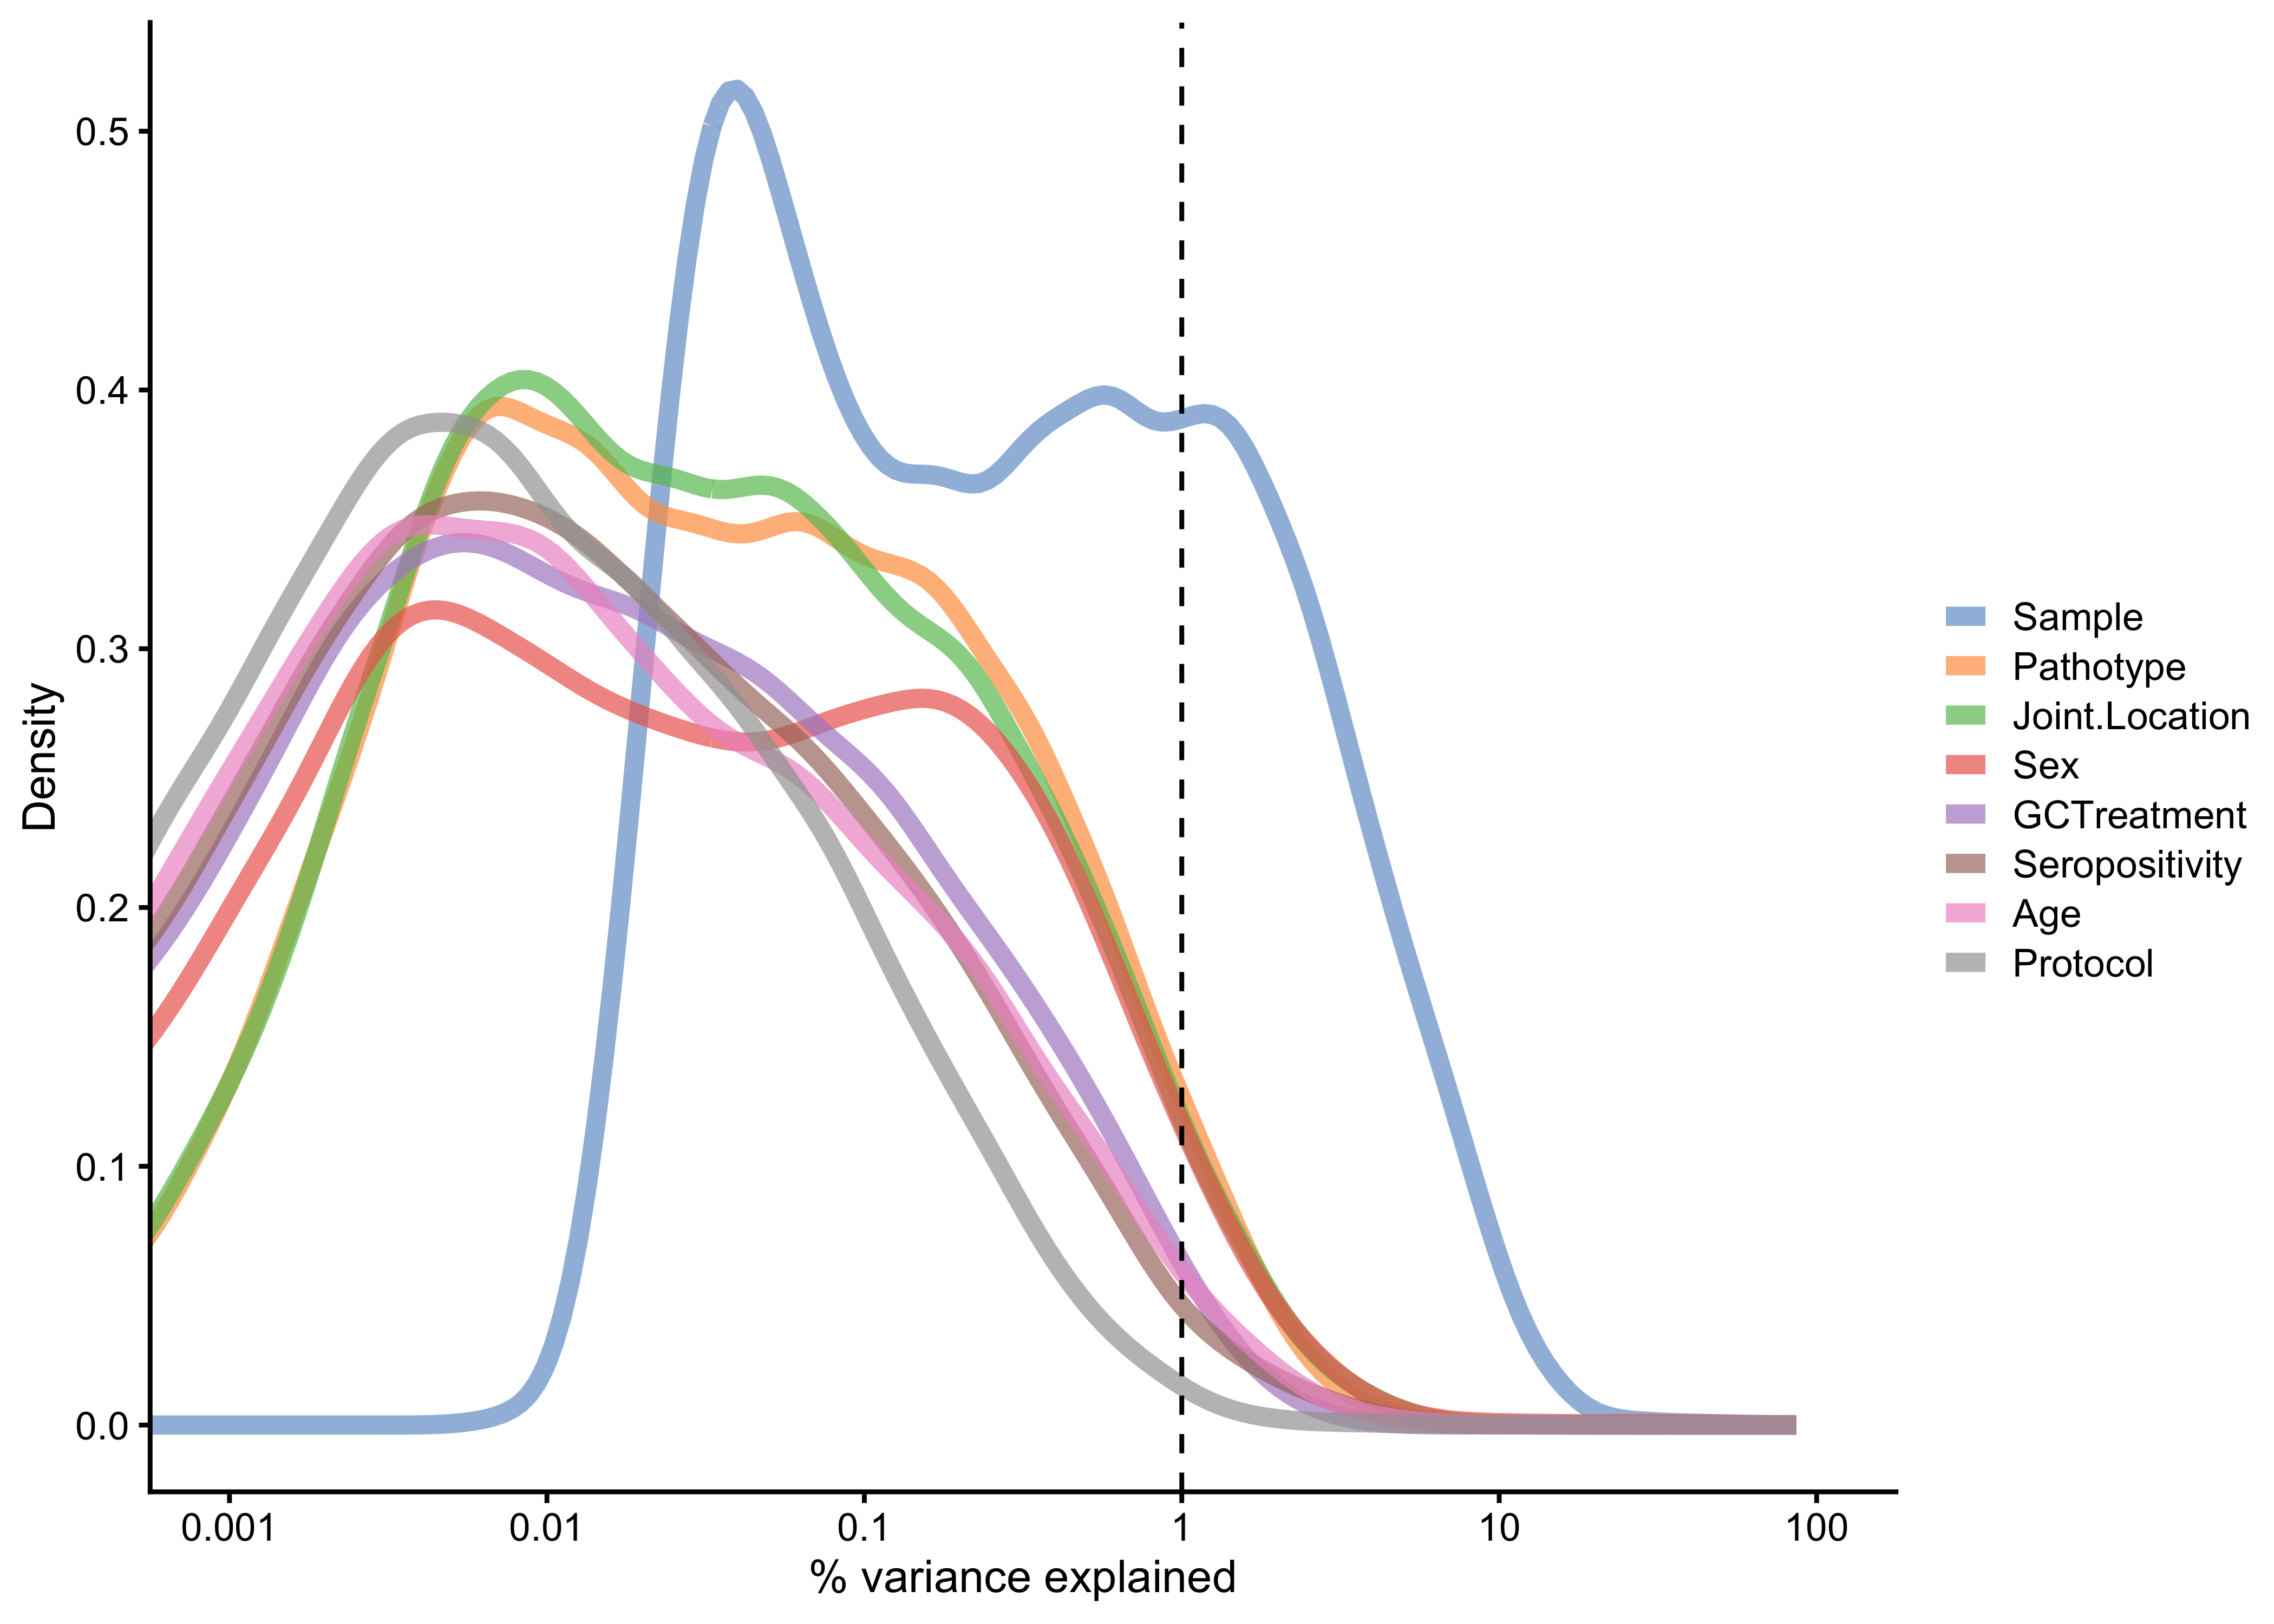 Density
0.5
0.4
0.3
0.2
0.1
0.0
0.001 0.01 0.1 1 10 100
% variance explained
Sample
Pathotype
Joint.Location
Sex
GCTreatment
Seropositivity
Age
Protocol